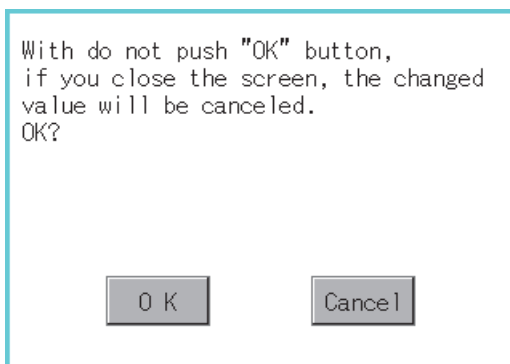 With do not push "OK" button,
if you close the screen, the changed
value will be canceled.
OK?
O K
Cancel